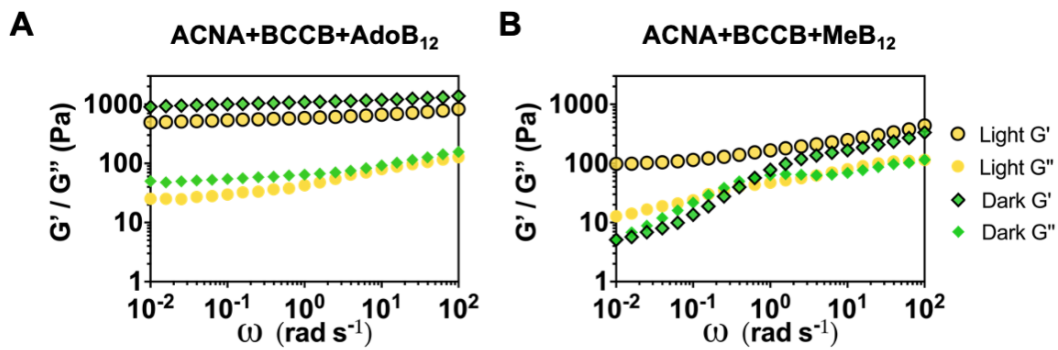 A
ACNA+BCCB+AdoB₁₂
G' / G" (Pa)
1000
100
10
1
10⁻² 10⁻¹ 10⁰ 10¹ 10²
ω (rad s⁻¹)
B
ACNA+BCCB+MeB₁₂
G' / G" (Pa)
1000
100
10
1
10⁻² 10⁻¹ 10⁰ 10¹ 10²
ω (rad s⁻¹)
Light G'
Light G"
Dark G'
Dark G"